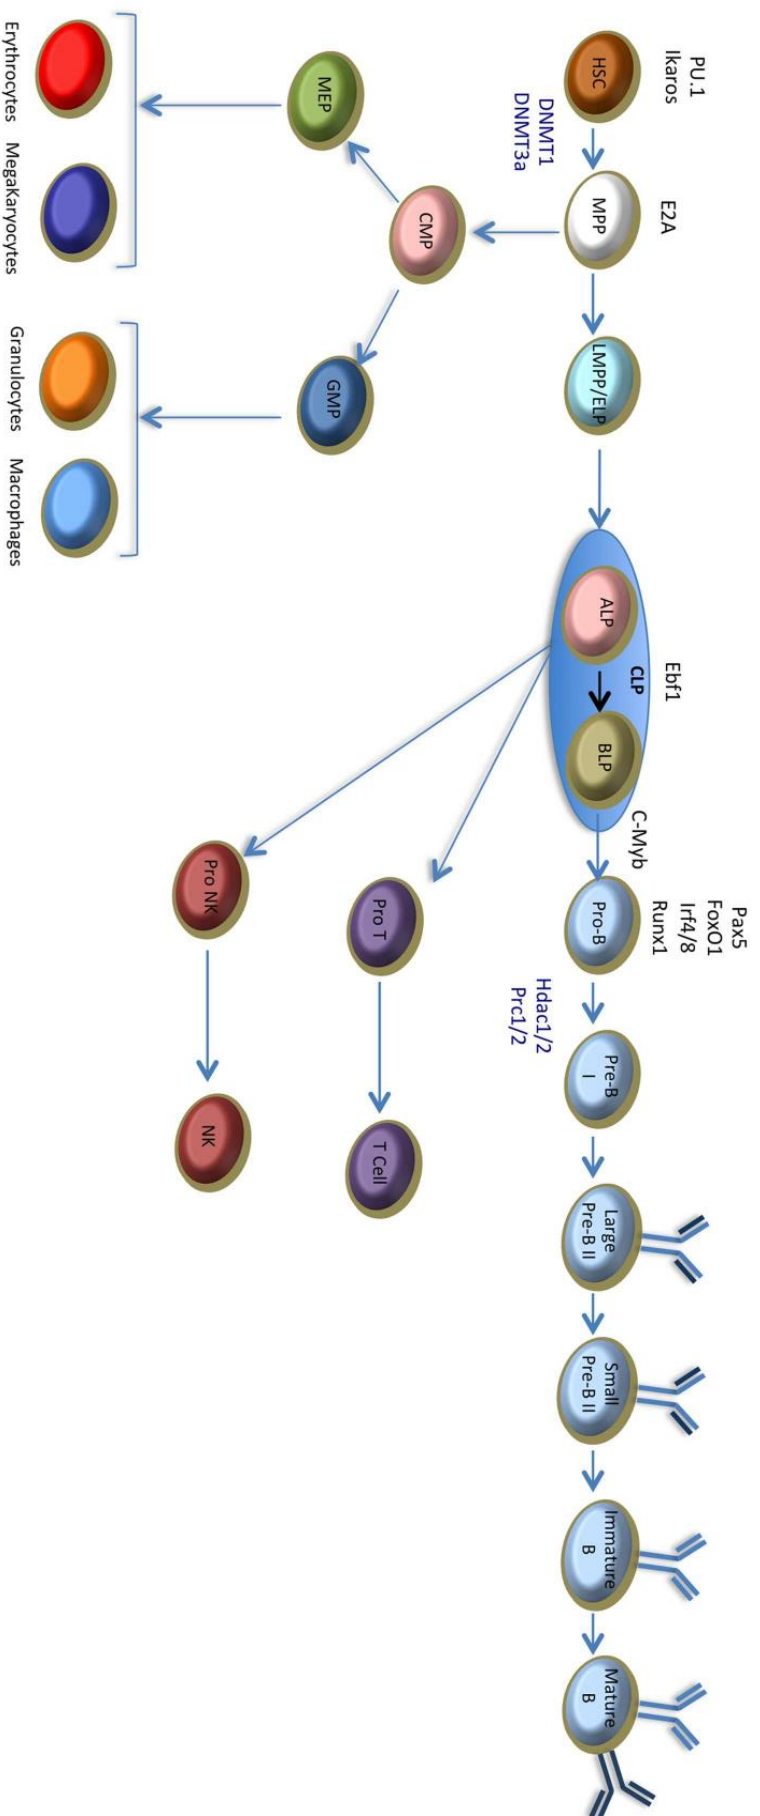 PU.1
Ikaros
E2A
Ebf1
C-Myb
Pax5
FoxO1
Irf4/8
Runx1
HSC
MPP
LMPP/ELP
CLP
ALP
BLP
Pro-B
Pre-B
I
Large
Pre-B II
Small
Pre-B II
Immature
B
Mature
B
DNMT1
DNMT3a
Hdac1/2
Prc1/2
CMP
MEP
GMP
Pro T
T Cell
Pro NK
NK
Erythrocytes
MegaKaryocytes
Granulocytes
Macrophages